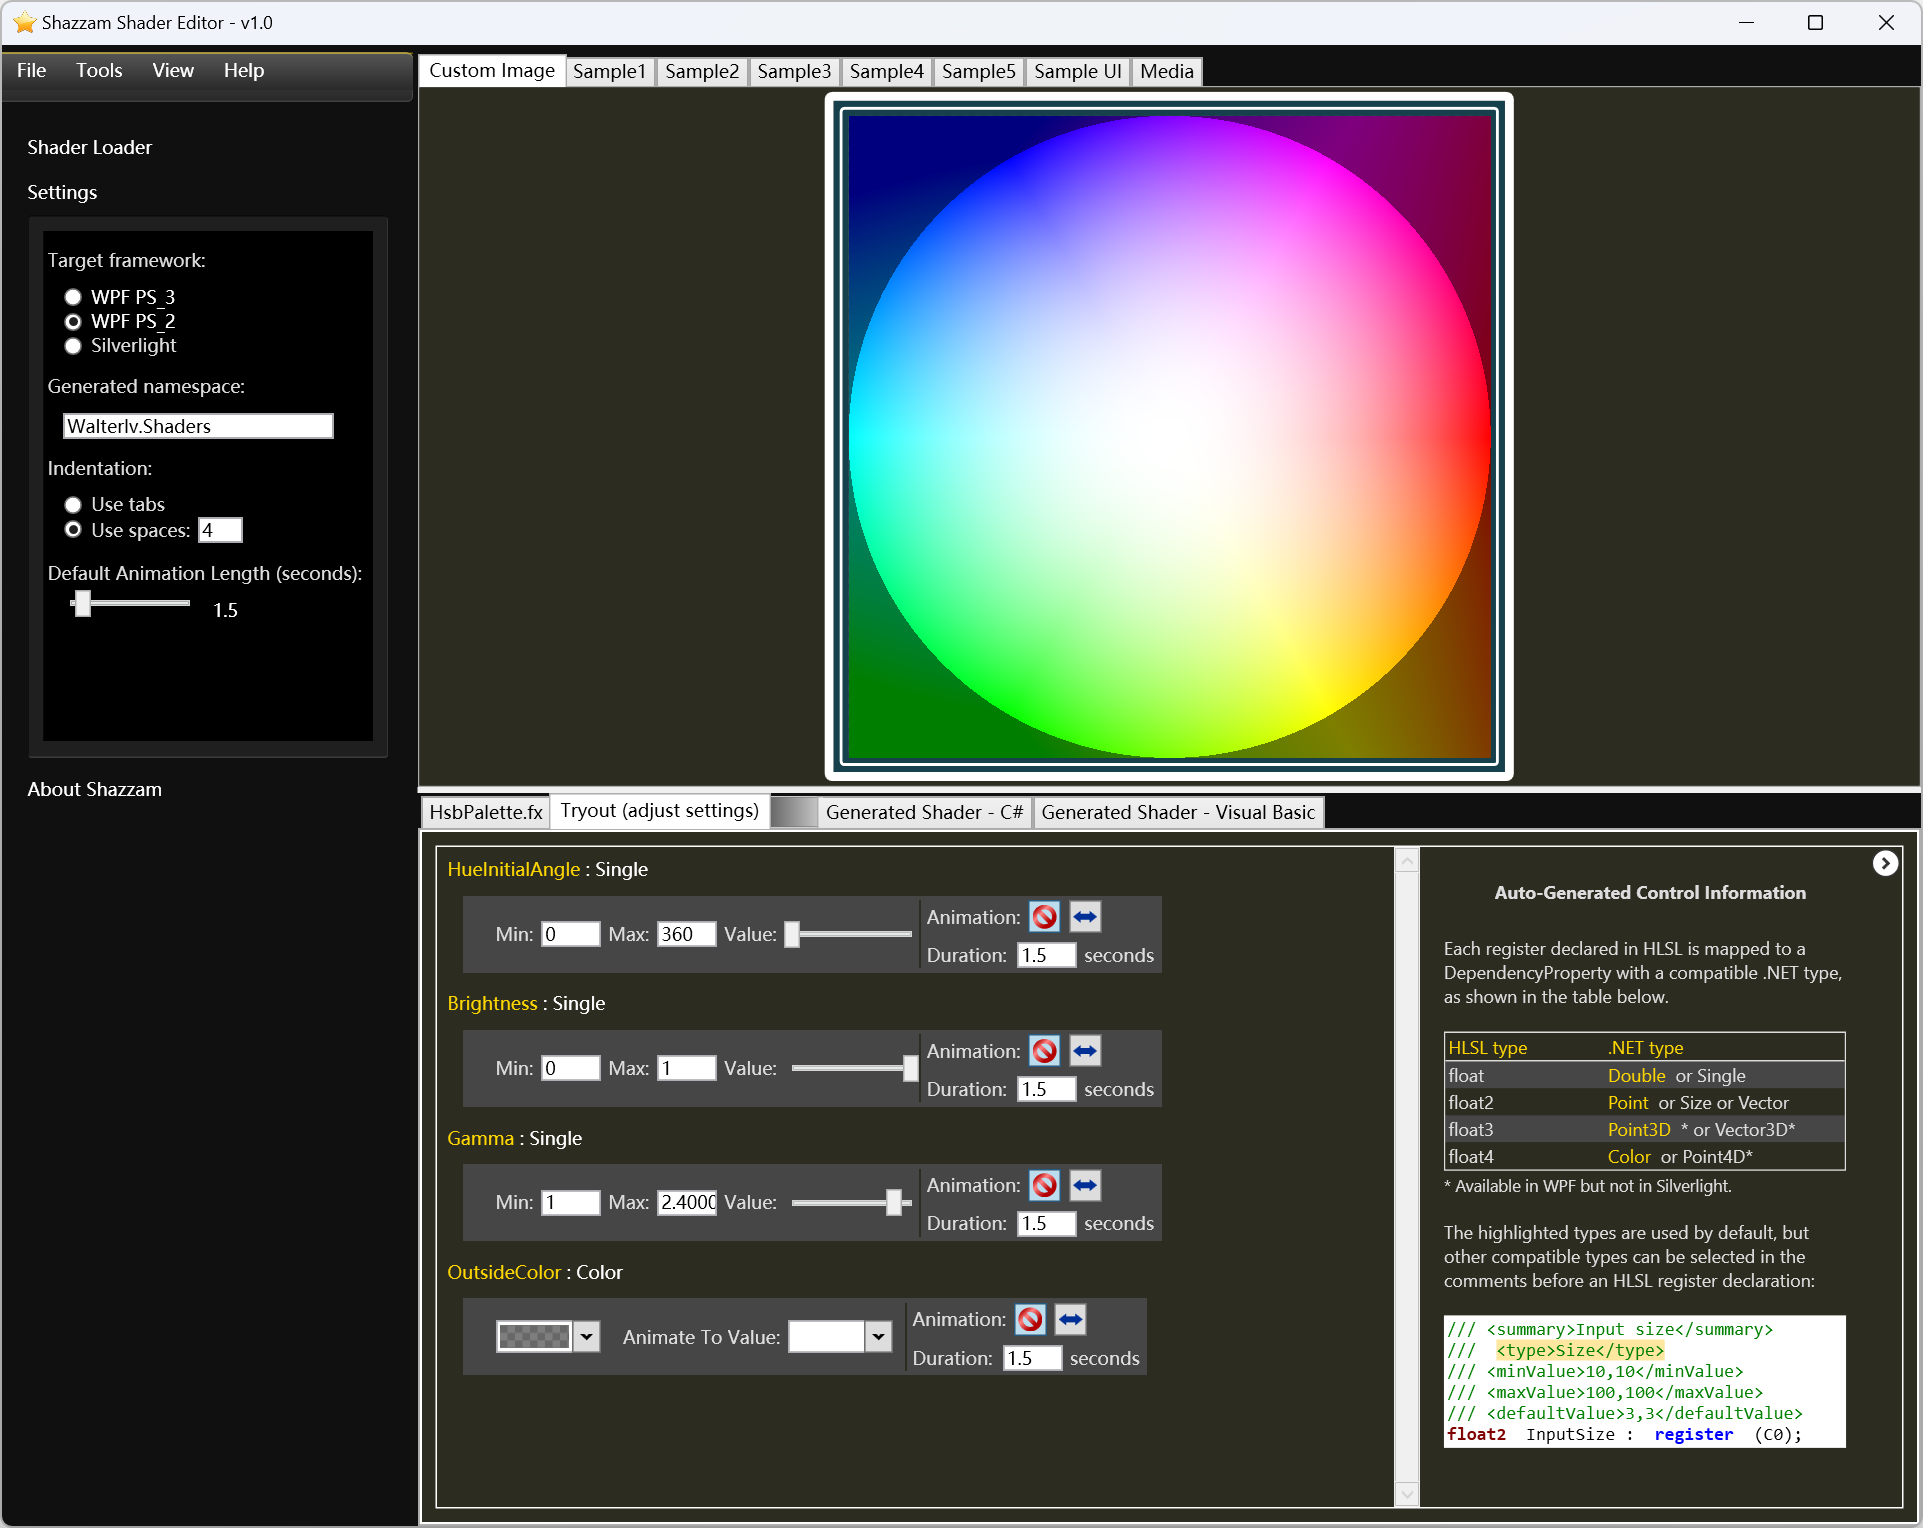 Shazzam Shader Editor - v1.0
File Tools View Help
Custom Image Sample1 Sample2 Sample3 Sample4 Sample5 Sample UI Media
Shader Loader
Settings
Target framework:
WPF PS_3
WPF PS_2
Silverlight
Generated namespace:
Walterlv.Shaders
Indentation:
Use tabs
Use spaces: 4
Default Animation Length (seconds):
1.5
About Shazzam
HsbPalette.fx Tryout (adjust settings) Generated Shader - C# Generated Shader - Visual Basic
HueInitialAngle : Single
Min: 0 Max: 360 Value:
Animation:
Duration: 1.5 seconds
Brightness : Single
Min: 0 Max: 1 Value:
Animation:
Duration: 1.5 seconds
Gamma : Single
Min: 1 Max: 2.4000 Value:
Animation:
Duration: 1.5 seconds
OutsideColor : Color
Animate To Value:
Animation:
Duration: 1.5 seconds
Auto-Generated Control Information
Each register declared in HLSL is mapped to a
DependencyProperty with a compatible .NET type,
as shown in the table below.
HLSL type .NET type
float Double or Single
float2 Point or Size or Vector
float3 Point3D * or Vector3D*
float4 Color or Point4D*
* Available in WPF but not in Silverlight.
The highlighted types are used by default, but
other compatible types can be selected in the
comments before an HLSL register declaration:
/// <summary>Input size</summary>
/// <type>Size</type>
/// <minValue>10,10</minValue>
/// <maxValue>100,100</maxValue>
/// <defaultValue>3,3</defaultValue>
float2 InputSize : register (C0);